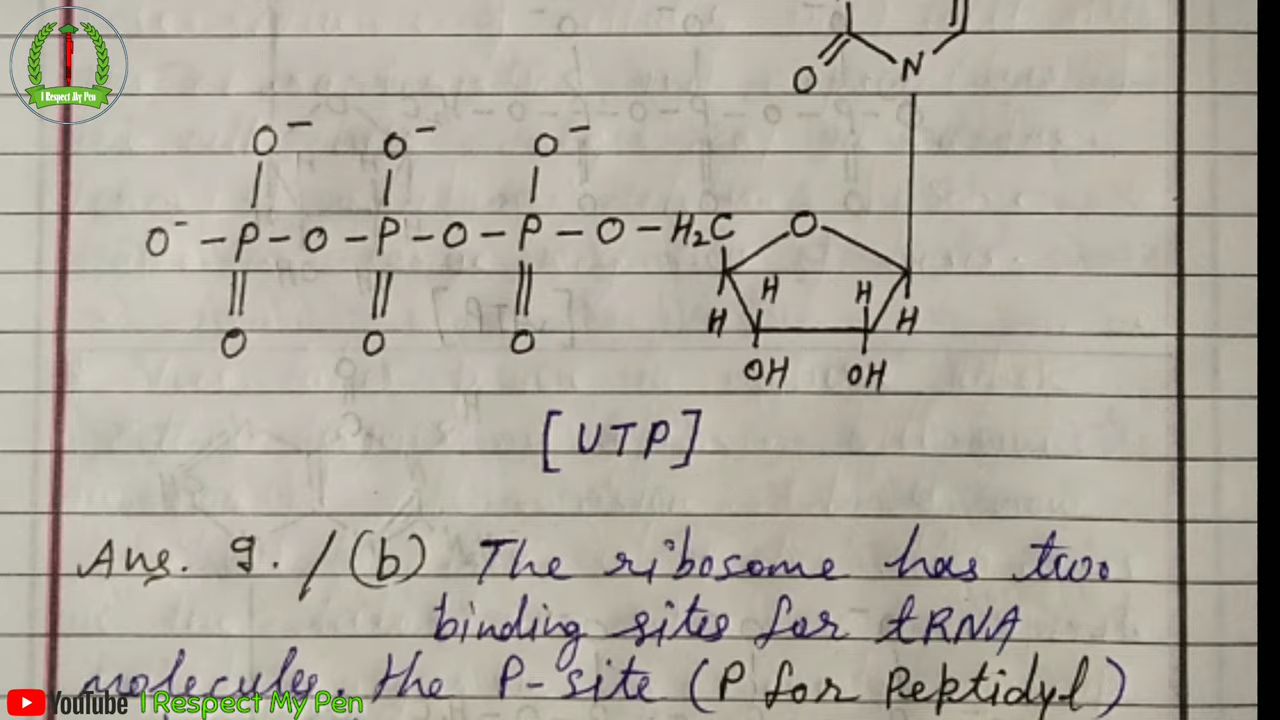 I Respect My Pen
O N
O⁻ O⁻ O⁻
O⁻ – P – O – P – O – P – O – H₂C O
H H
O O O H H
OH OH
[UTP]
Ans. 9./(b) The ribosome has two
binding sites for tRNA
molecules. the P-site (P for Peptidyl)
YouTube I Respect My Pen